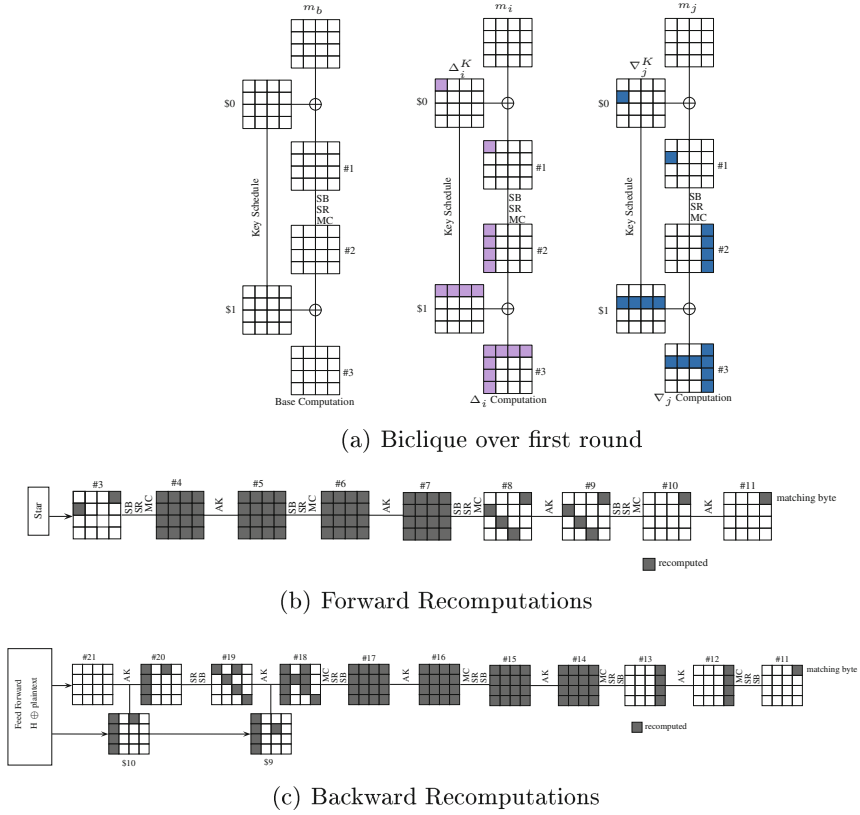 m_b
$0
#1
Key Schedule
SB
SR
MC
#2
$1
#3
Base Computation
m_i
Δ_i^K
$0
#1
Key Schedule
SB
SR
MC
#2
$1
#3
Δ_i Computation
m_j
∇_j^K
$0
#1
Key Schedule
SB
SR
MC
#2
$1
#3
∇_j Computation
(a) Biclique over first round
Star
#3
SB
SR
MC
#4
AK
#5
SB
SR
MC
#6
AK
#7
SB
SR
MC
#8
AK
#9
SB
SR
MC
#10
AK
#11
matching byte
recomputed
(b) Forward Recomputations
Feed Forward
H ⊕ plaintext
#21
AK
#20
SR
SB
#19
AK
#18
MC
SR
SB
#17
AK
#16
MC
SR
SB
#15
AK
#14
MC
SR
SB
#13
AK
#12
MC
SR
SB
#11
matching byte
$10
$9
recomputed
(c) Backward Recomputations